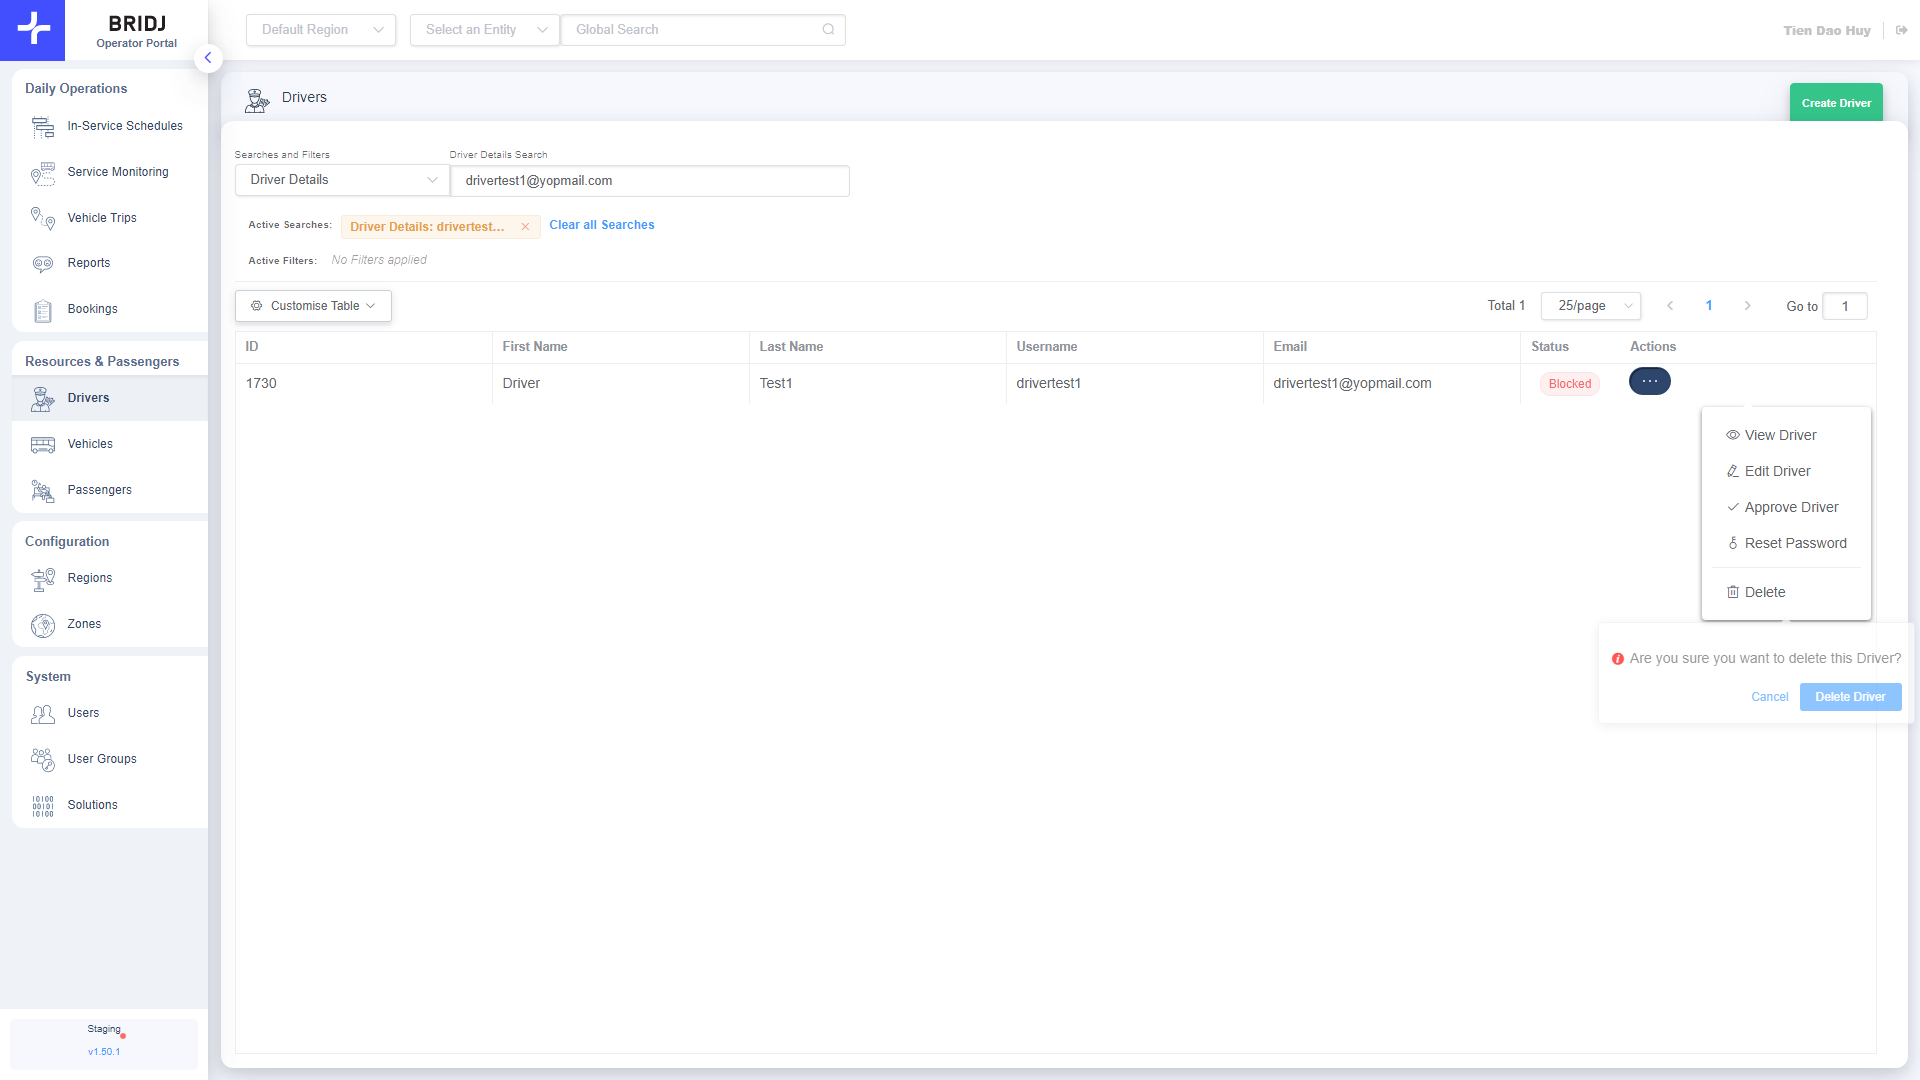 BRIDJ
Operator Portal
Default Region
Select an Entity
Global Search
Tien Dao Huy
Daily Operations
In-Service Schedules
Service Monitoring
Vehicle Trips
Reports
Bookings
Resources & Passengers
Drivers
Vehicles
Passengers
Configuration
Regions
Zones
System
Users
User Groups
Solutions
Staging
v1.50.1
Drivers
Create Driver
Searches and Filters
Driver Details Search
Driver Details
drivertest1@yopmail.com
Active Searches:
Driver Details: drivertest...
Clear all Searches
Active Filters:
No Filters applied
Customise Table
Total 1
25/page
1
Go to
1
ID
First Name
Last Name
Username
Email
Status
Actions
1730
Driver
Test1
drivertest1
drivertest1@yopmail.com
Blocked
View Driver
Edit Driver
Approve Driver
Reset Password
Delete
Are you sure you want to delete this Driver?
Cancel
Delete Driver